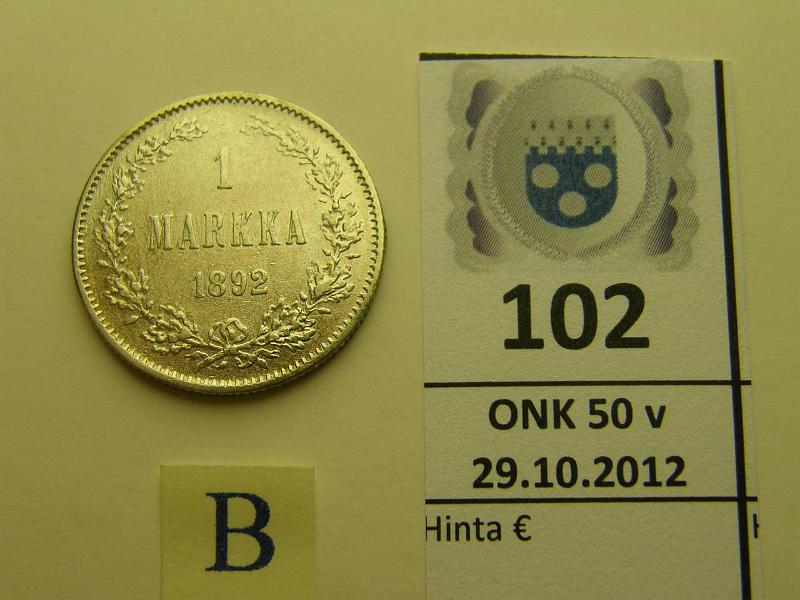 1
MARKKA
1892
B
102
ONK 50 v
29.10.2012
Hinta €